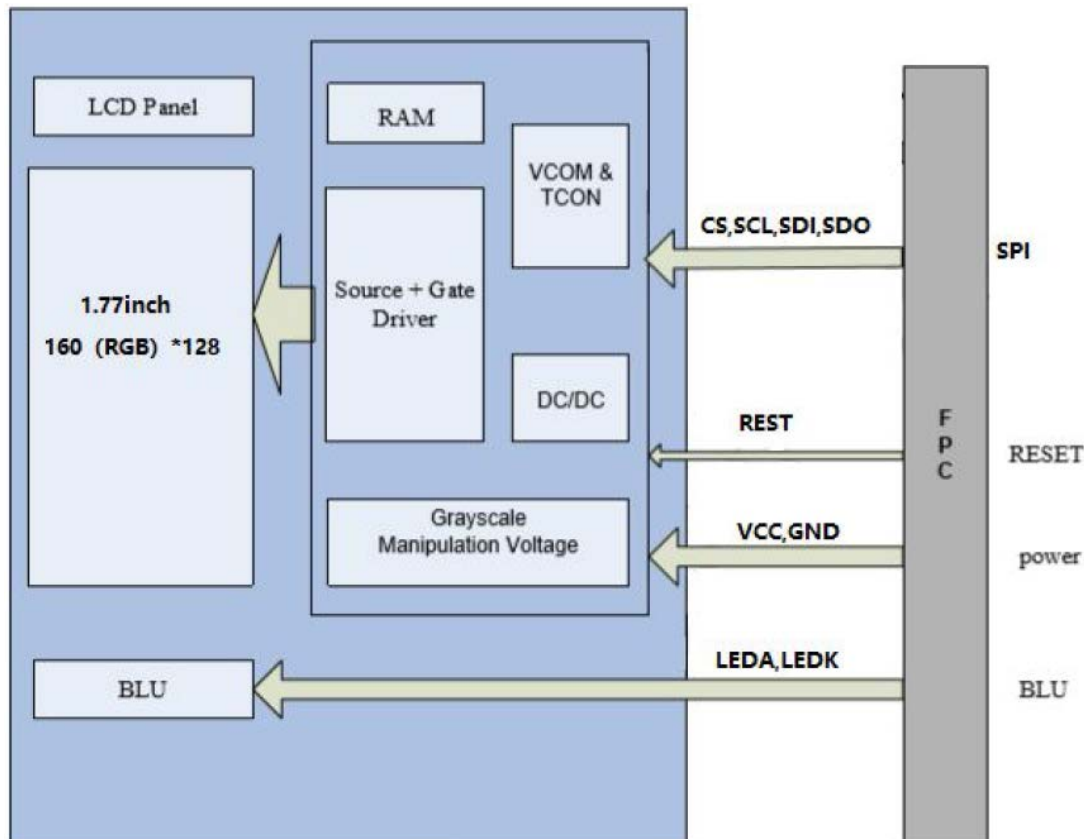 LCD Panel
1.77inch
160（RGB）*128
BLU
RAM
Source + Gate
Driver
VCOM &
TCON
DC/DC
Grayscale
Manipulation Voltage
CS,SCL,SDI,SDO
REST
VCC,GND
LEDA,LEDK
F
P
C
SPI
RESET
power
BLU